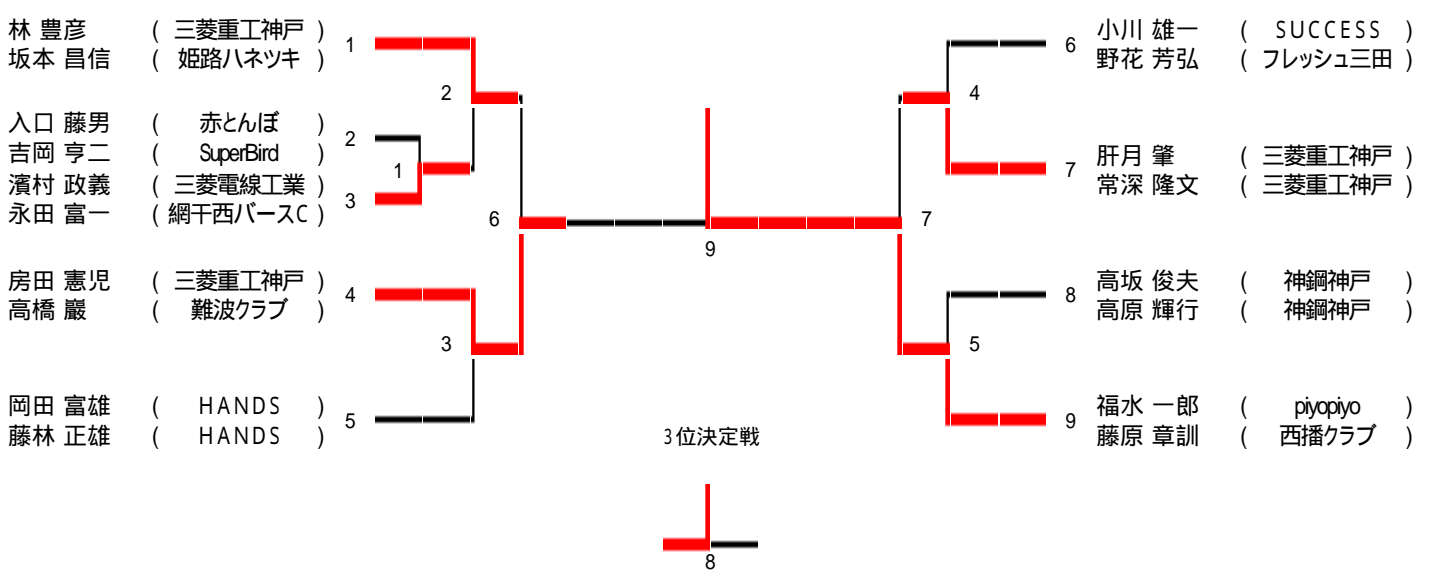 林 豊彦 ( 三菱重工神戸 ) 1
坂本 昌信 ( 姫路ハネツキ )
2
入口 藤男 ( 赤とんぼ ) 2
吉岡 亨二 ( SuperBird )
1
濱村 政義 ( 三菱電線工業 ) 3
永田 富一 ( 網干西バースC )
6
房田 憲児 ( 三菱重工神戸 ) 4
高橋 巖 ( 難波クラブ )
3
岡田 富雄 ( HANDS ) 5
藤林 正雄 ( HANDS )
9
3位決定戦
8
6 小川 雄一 ( SUCCESS )
野花 芳弘 ( フレッシュ三田 )
4
7 肝月 肇 ( 三菱重工神戸 )
常深 隆文 ( 三菱重工神戸 )
7
8 高坂 俊夫 ( 神鋼神戸 )
高原 輝行 ( 神鋼神戸 )
5
9 福水 一郎 ( piyopiyo )
藤原 章訓 ( 西播クラブ )